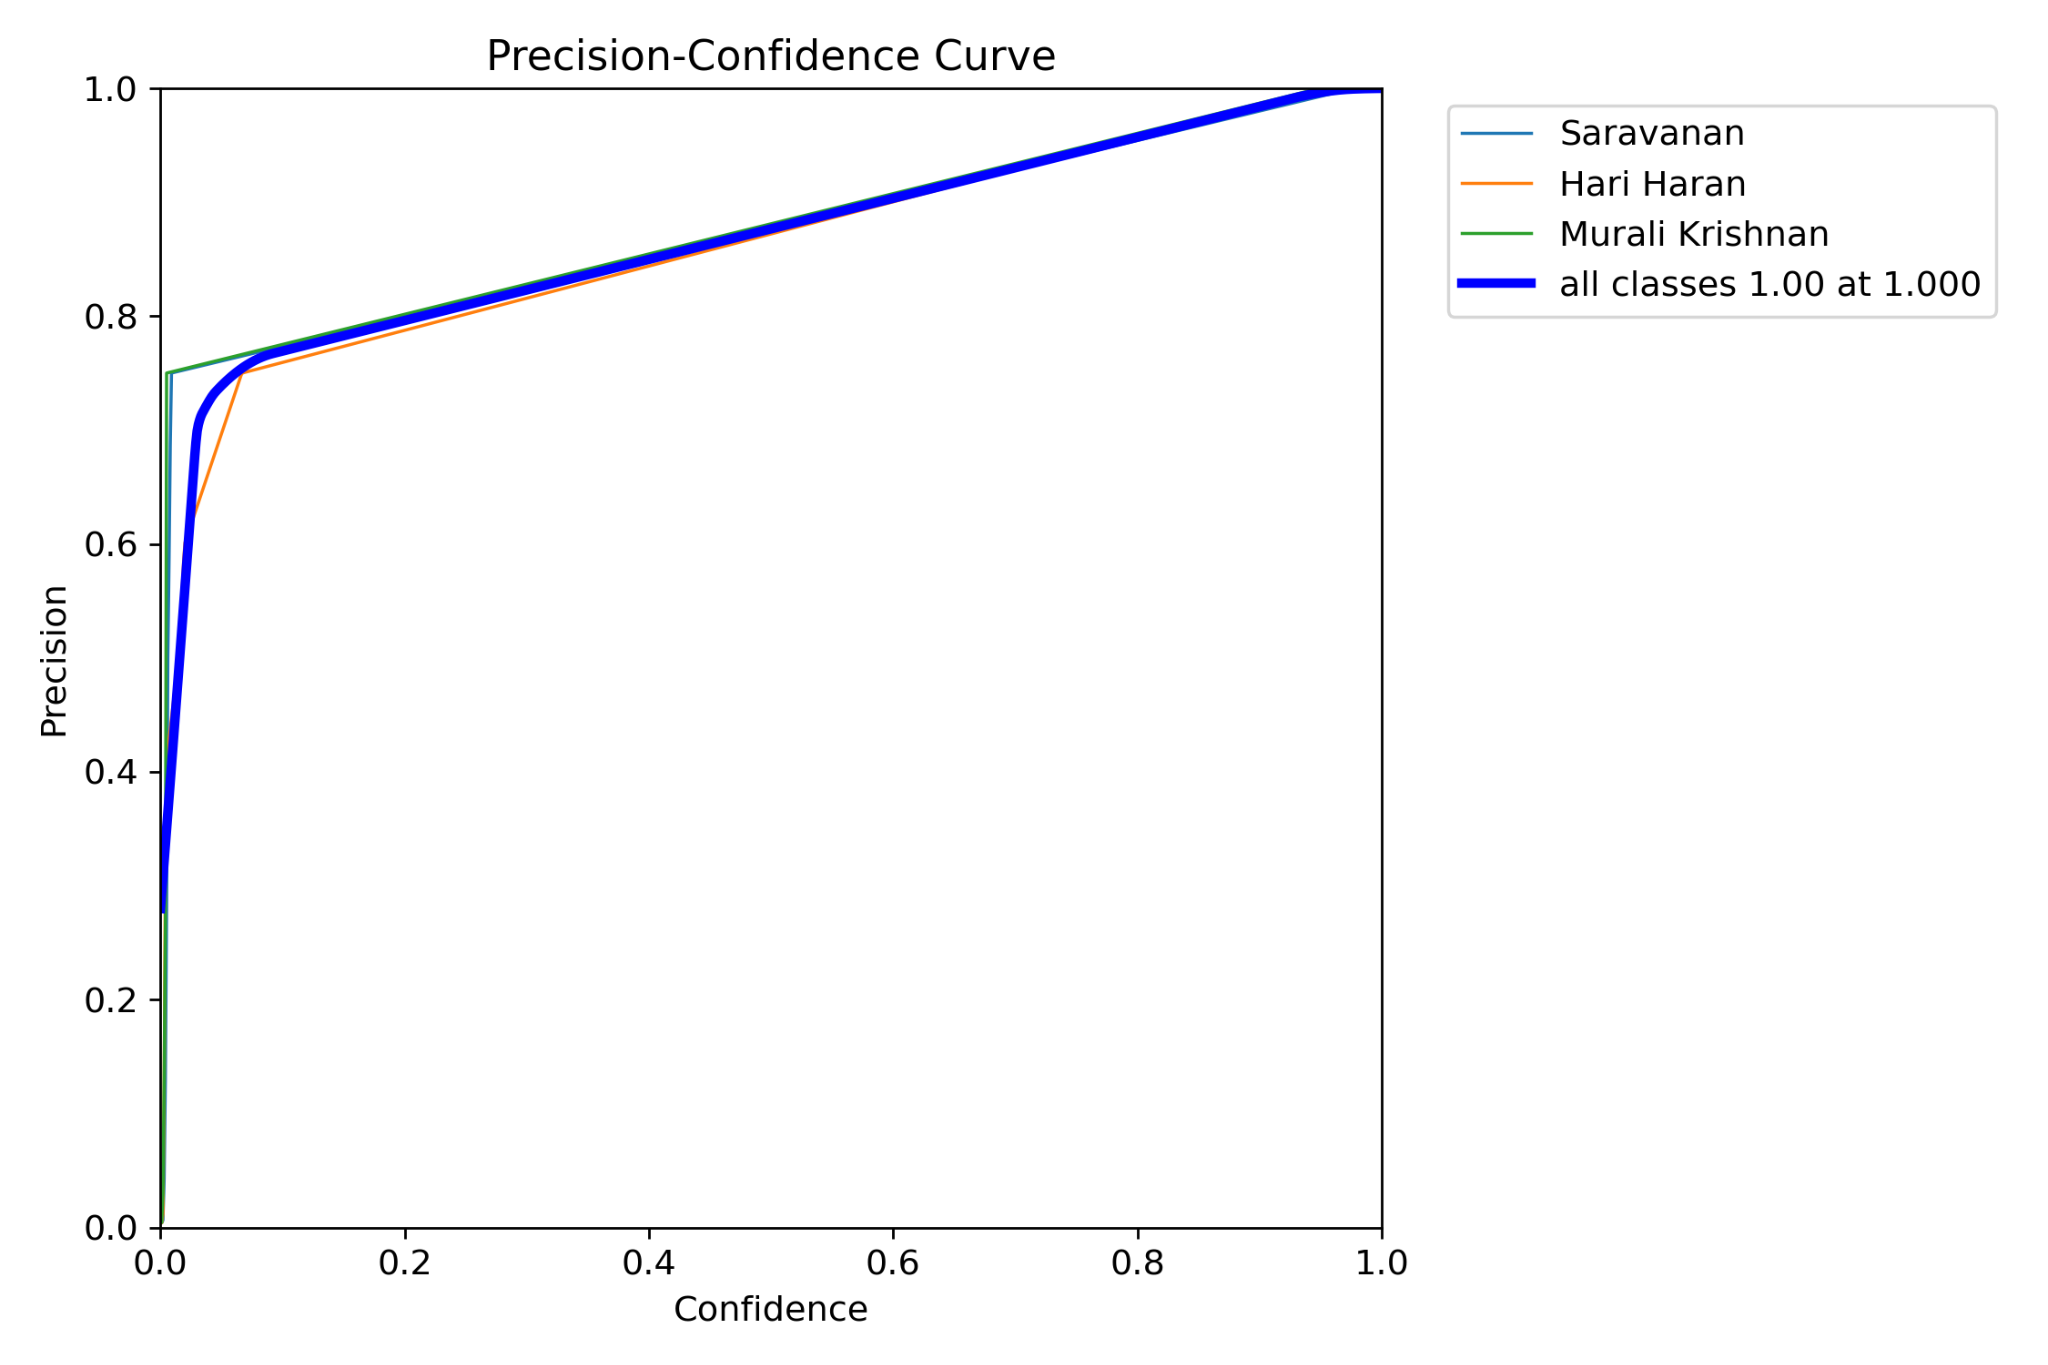 Precision-Confidence Curve
1.0
0.8
0.6
0.4
0.2
0.0
Precision
0.0 0.2 0.4 0.6 0.8 1.0
Confidence
Saravanan
Hari Haran
Murali Krishnan
all classes 1.00 at 1.000